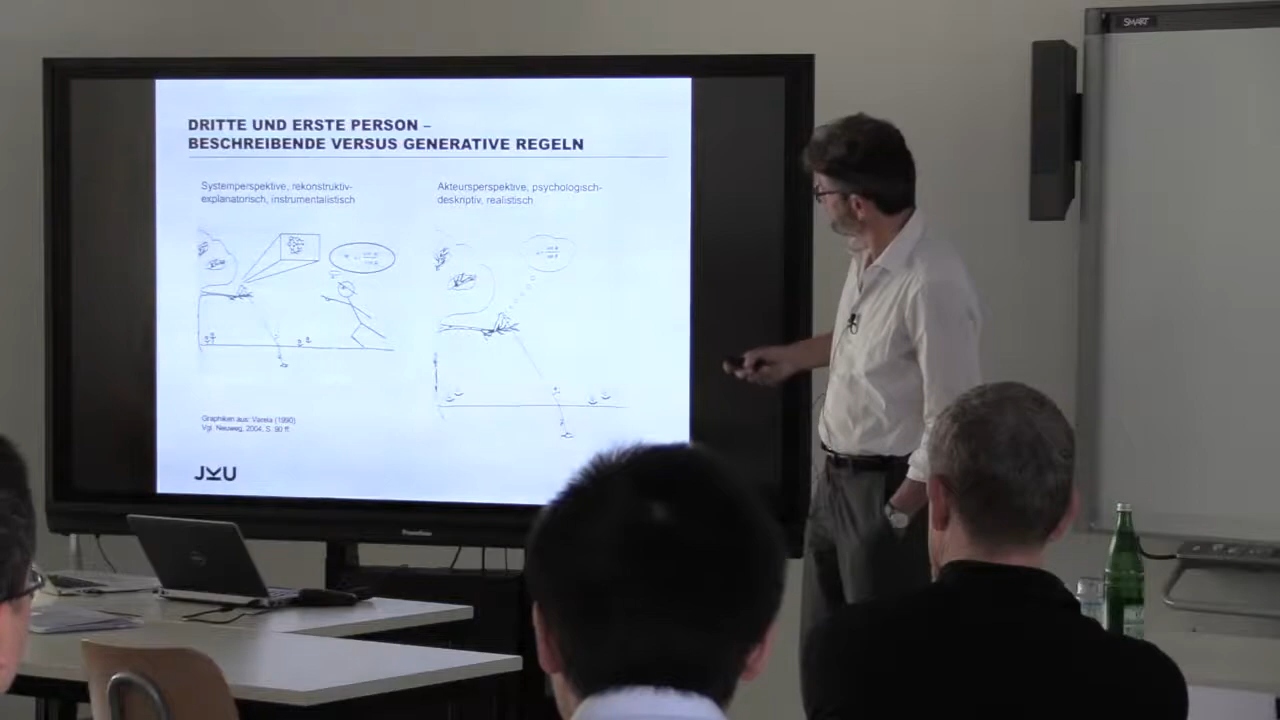 DRITTE UND ERSTE PERSON –
BESCHREIBENDE VERSUS GENERATIVE REGELN
Systemperspektive, rekonstruktiv-
explanatorisch, instrumentalistisch
Akteursperspektive, psychologisch-
deskriptiv, realistisch
Graphiken aus: Varela (1990)
Vgl. Neuweg, 2004, S. 90 ff.
JKU
SMART
Promethean